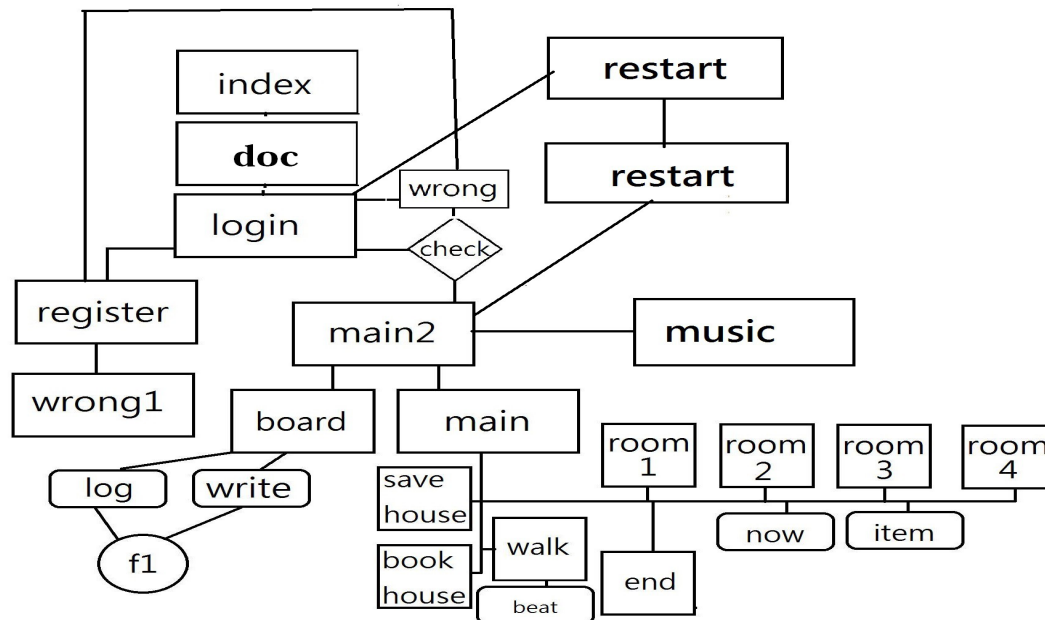 index
restart
doc
restart
wrong
login
check
register
main2
music
wrong1
board
main
room
1
room
2
room
3
room
4
log
write
save
house
now
item
f1
book
house
walk
end
beat